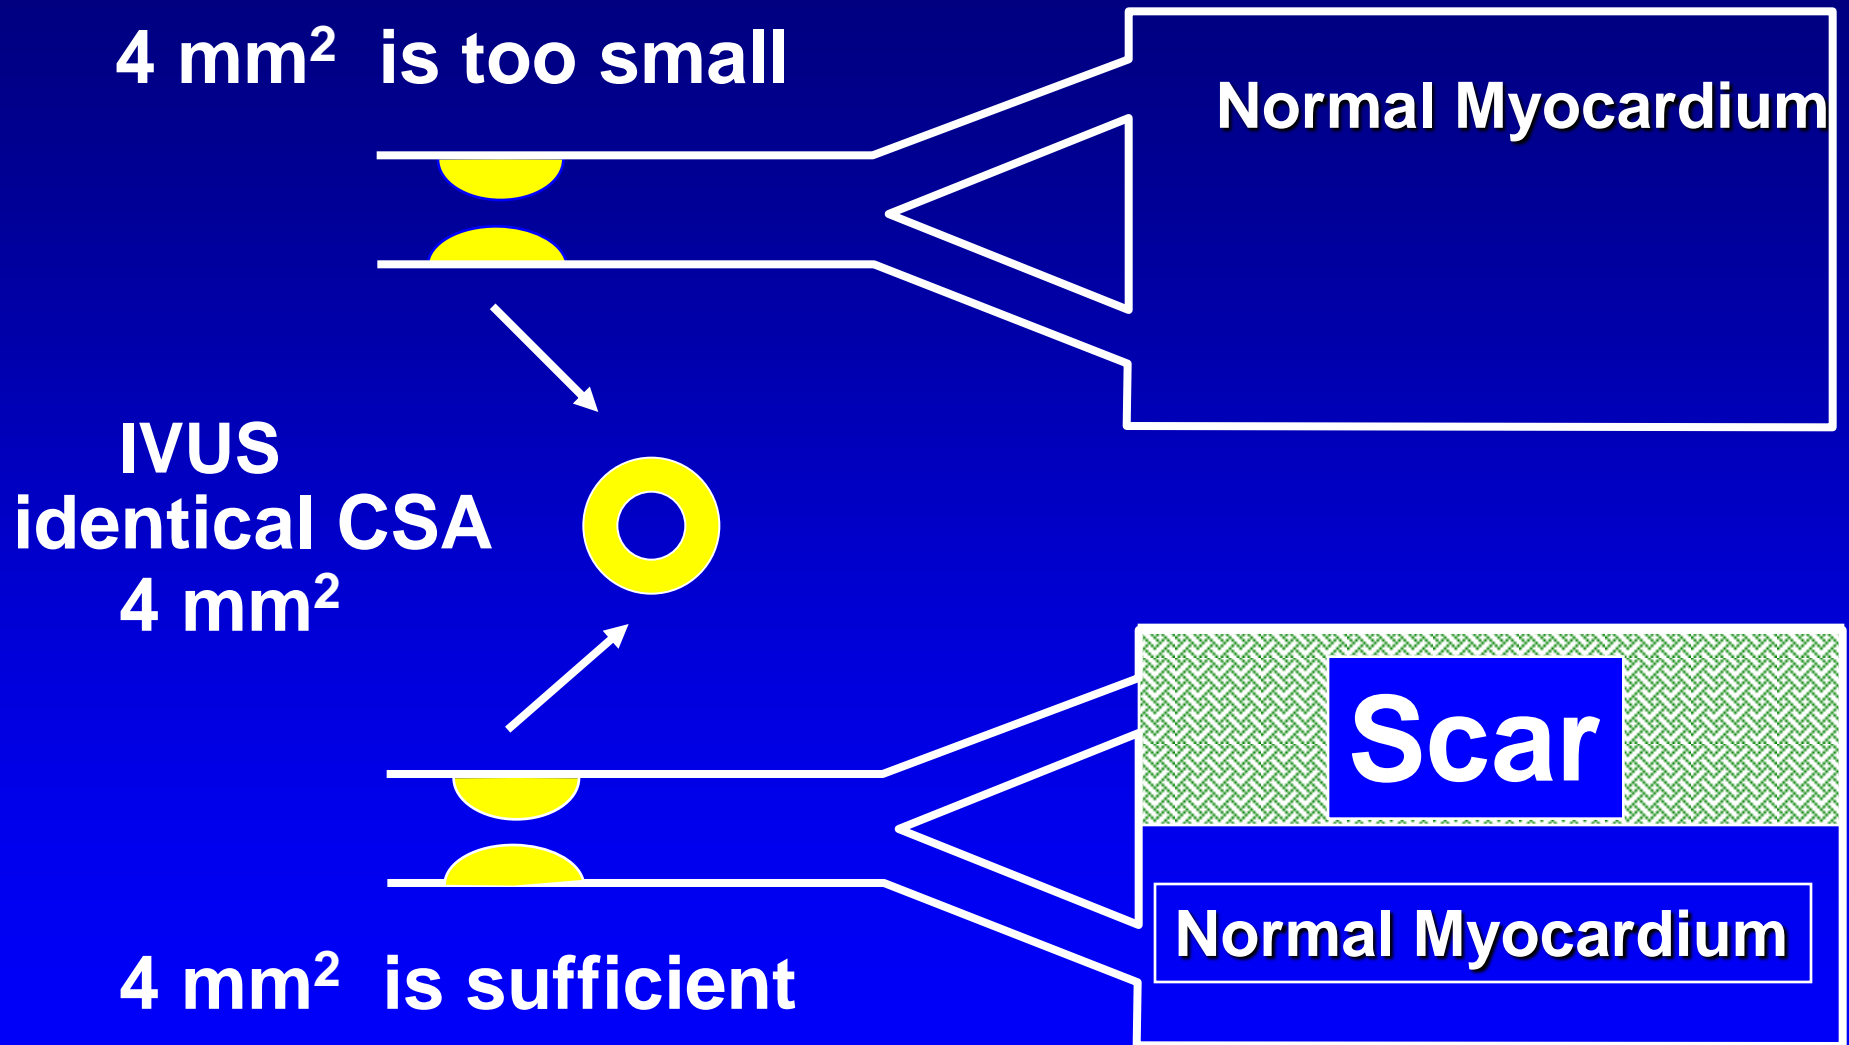 4 mm² is too small
Normal Myocardium
IVUS
identical CSA
4 mm²
Scar
Normal Myocardium
4 mm² is sufficient